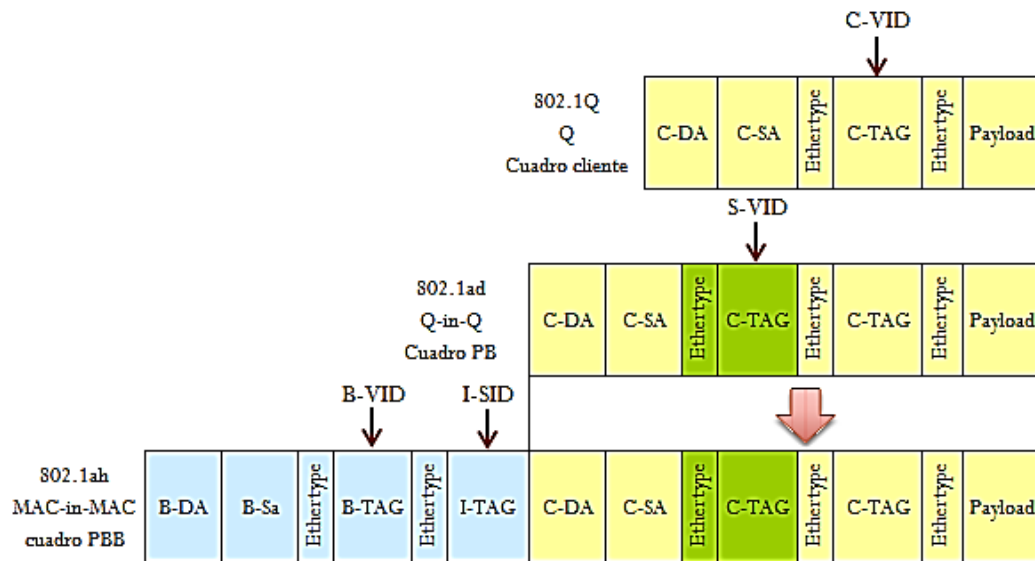 C-VID
802.1Q
Q
Cuadro cliente
C-DA C-SA Ethertype C-TAG Ethertype Payload
S-VID
802.1ad
Q-in-Q
Cuadro PB
C-DA C-SA Ethertype C-TAG Ethertype C-TAG Ethertype Payload
B-VID I-SID
802.1ah
MAC-in-MAC
cuadro PBB
B-DA B-Sa Ethertype B-TAG Ethertype I-TAG C-DA C-SA Ethertype C-TAG Ethertype C-TAG Ethertype Payload